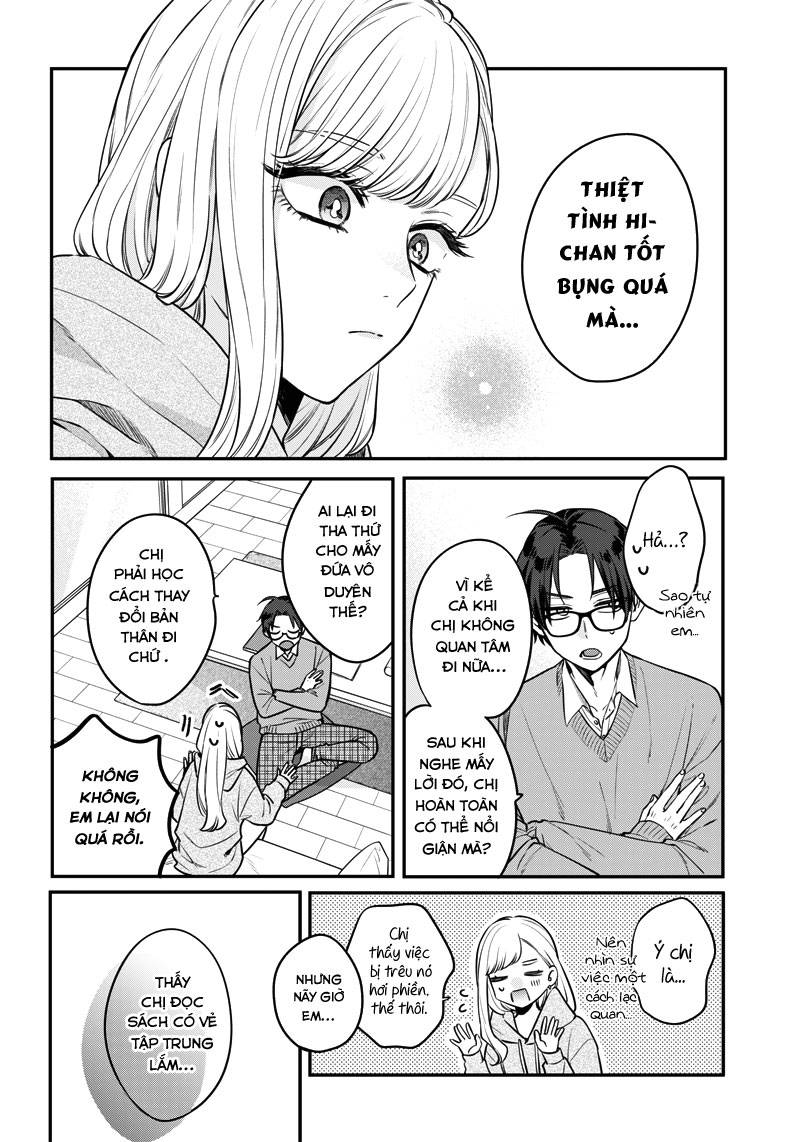 THIỆT
TÌNH HI-
CHAN TỐT
BỤNG QUÁ
MÀ...
Hả...?
Sao tự
nhiên
em...
VÌ KỂ
CẢ KHI
CHỊ KHÔNG
QUAN TÂM
ĐI NỮA...
SAU KHI
NGHE MẤY
LỜI ĐÓ, CHỊ
HOÀN TOÀN
CÓ THỂ NỔI
GIẬN MÀ?
AI LẠI ĐI
THA THỨ
CHO MẤY
ĐỨA VÔ
DUYÊN
THẾ?
CHỊ
PHẢI HỌC
CÁCH THAY
ĐỔI BẢN
THÂN ĐI
CHỨ .
KHÔNG
KHÔNG,
EM LẠI NÓI
QUÁ RỒI.
Ý chị
là...
Nên
nhìn sự
việc một
cách lạc
quan...
Chị
thấy việc
bị trêu nó
hơi phiền,
thế thôi.
NHƯNG
NÃY GIỜ
EM...
THẤY
CHỊ ĐỌC
SÁCH CÓ VẺ
TẬP TRUNG
LẮM...